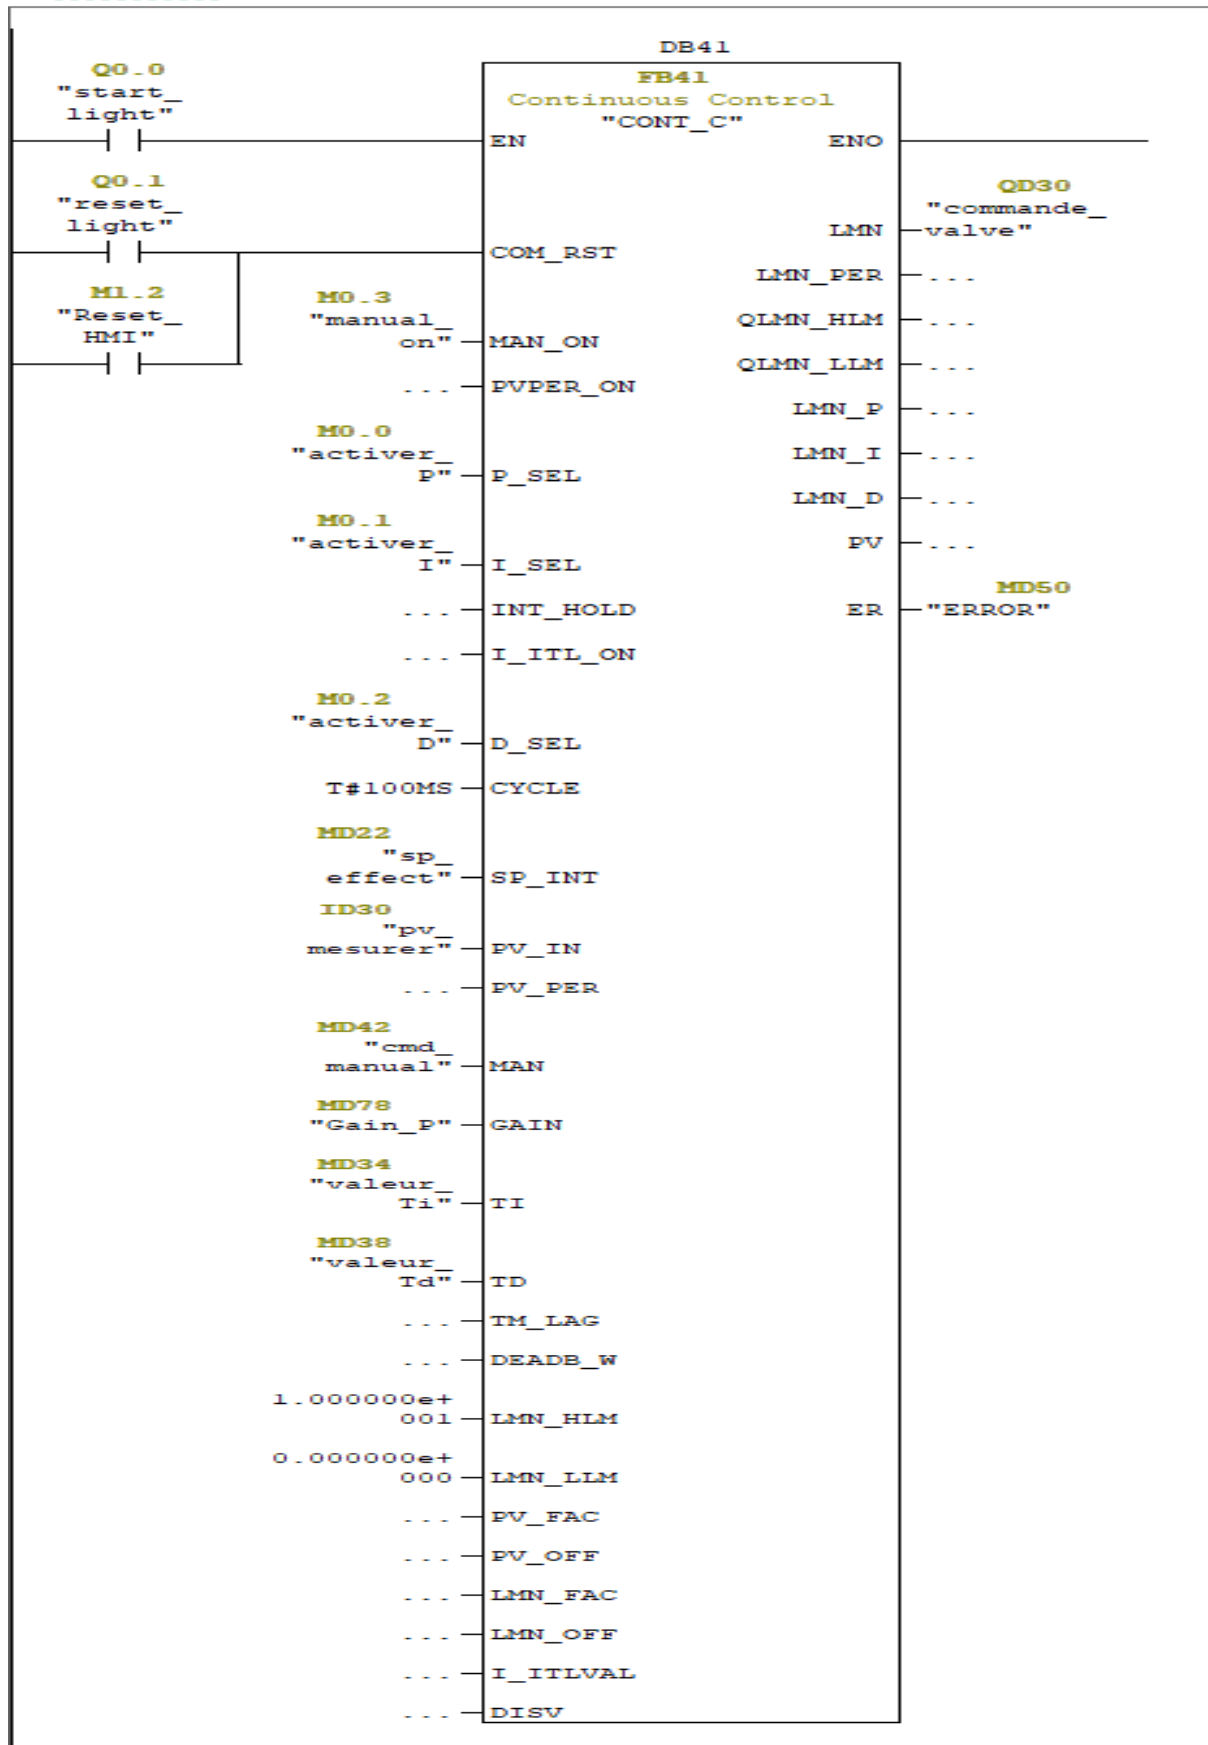 DB41
FB41
Continuous Control
"CONT_C"
Q0.0
"start_
light"
EN
ENO
Q0.1
"reset_
light"
COM_RST
M1.2
"Reset_
HMI"
M0.3
"manual_
on"
MAN_ON
... PVPER_ON
M0.0
"activer_
P"
P_SEL
M0.1
"activer_
I"
I_SEL
... INT_HOLD
... I_ITL_ON
M0.2
"activer_
D"
D_SEL
T#100MS CYCLE
MD22
"sp_
effect"
SP_INT
ID30
"pv_
mesurer"
PV_IN
... PV_PER
MD42
"cmd_
manual"
MAN
MD78
"Gain_P"
GAIN
MD34
"valeur_
Ti"
TI
MD38
"valeur_
Td"
TD
... TM_LAG
... DEADB_W
1.000000e+
001
LMN_HLM
0.000000e+
000
LMN_LLM
... PV_FAC
... PV_OFF
... LMN_FAC
... LMN_OFF
... I_ITLVAL
... DISV
QD30
"commande_
LMN valve"
LMN_PER ...
QLMN_HLM ...
QLMN_LLM ...
LMN_P ...
LMN_I ...
LMN_D ...
PV ...
MD50
ER "ERROR"